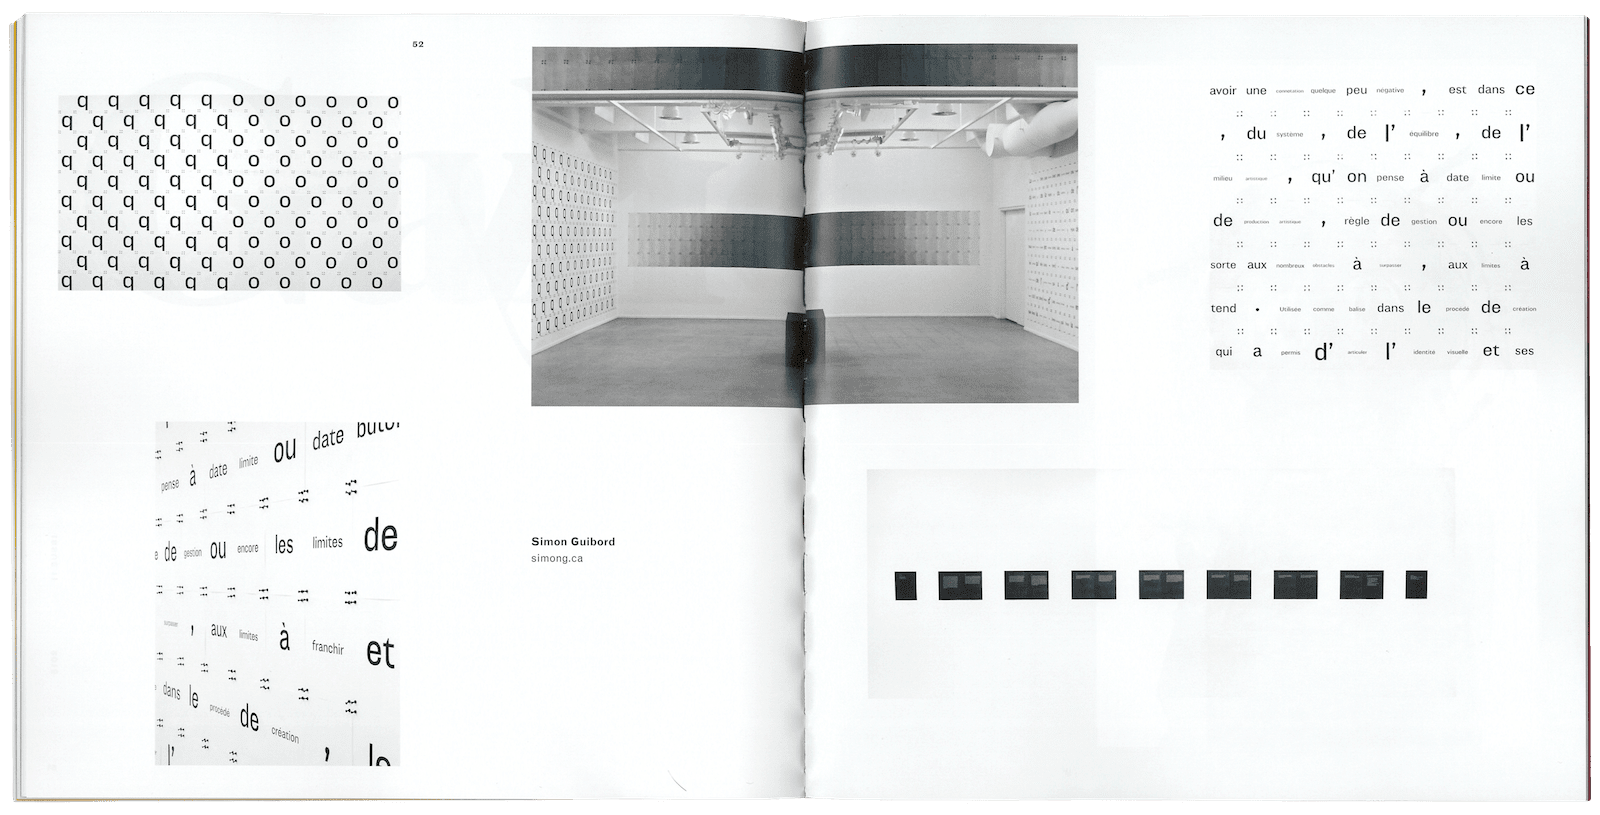 52
q q q q q o o o o o o
q q q q q q o o o o o
q q q q q o o o o o o
q q q q q q o o o o o
q q q q q o o o o o o
q q q q q q o o o o o
q q q q q o o o o o o
q q q q q q o o o o o
q q q q q o o o o o o
q q q q q q o o o o o
pense à date limite ou date butoi
de gestion ou encore les limites de
surpasser , aux limites à franchir et
dans le procédé de création
l' , le
Simon Guibord
simong.ca
avoir une connotation quelque peu négative , est dans ce
, du système , de l' équilibre , de l'
milieu artistique , qu' on pense à date limite ou
de production artistique , règle de gestion ou encore les
sorte aux nombreux obstacles à surpasser , aux limites à
tend . Utilisée comme balise dans le procédé de création
qui a permis d' articuler l' identité visuelle et ses